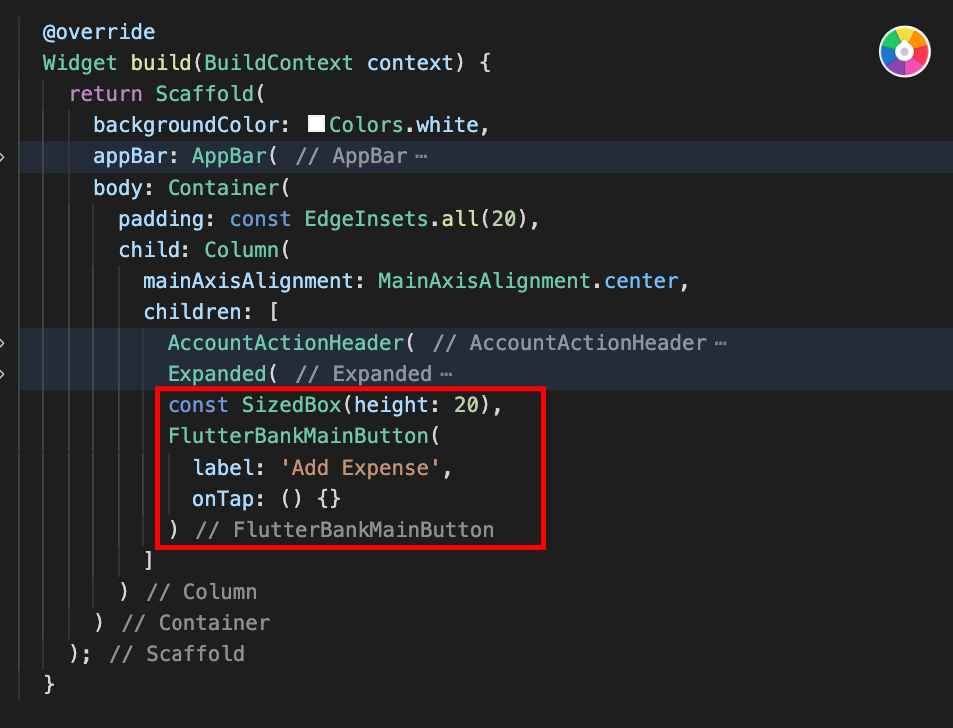 @override
Widget build(BuildContext context) {
return Scaffold(
backgroundColor: Colors.white,
appBar: AppBar( // AppBar ⋯
body: Container(
padding: const EdgeInsets.all(20),
child: Column(
mainAxisAlignment: MainAxisAlignment.center,
children: [
AccountActionHeader( // AccountActionHeader ⋯
Expanded( // Expanded ⋯
const SizedBox(height: 20),
FlutterBankMainButton(
label: 'Add Expense',
onTap: () {}
) // FlutterBankMainButton
]
) // Column
) // Container
); // Scaffold
}